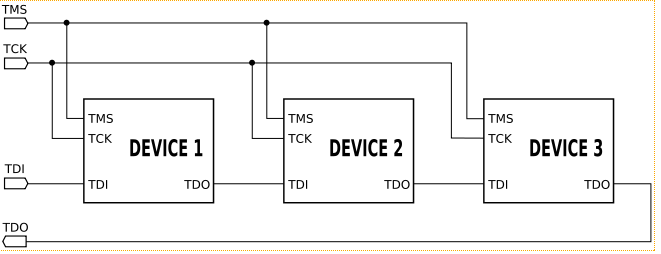 TMS
TCK
TMS TMS TMS
TCK TCK TCK
DEVICE 1 DEVICE 2 DEVICE 3
TDI
TDI TDO TDI TDO TDI TDO
TDO